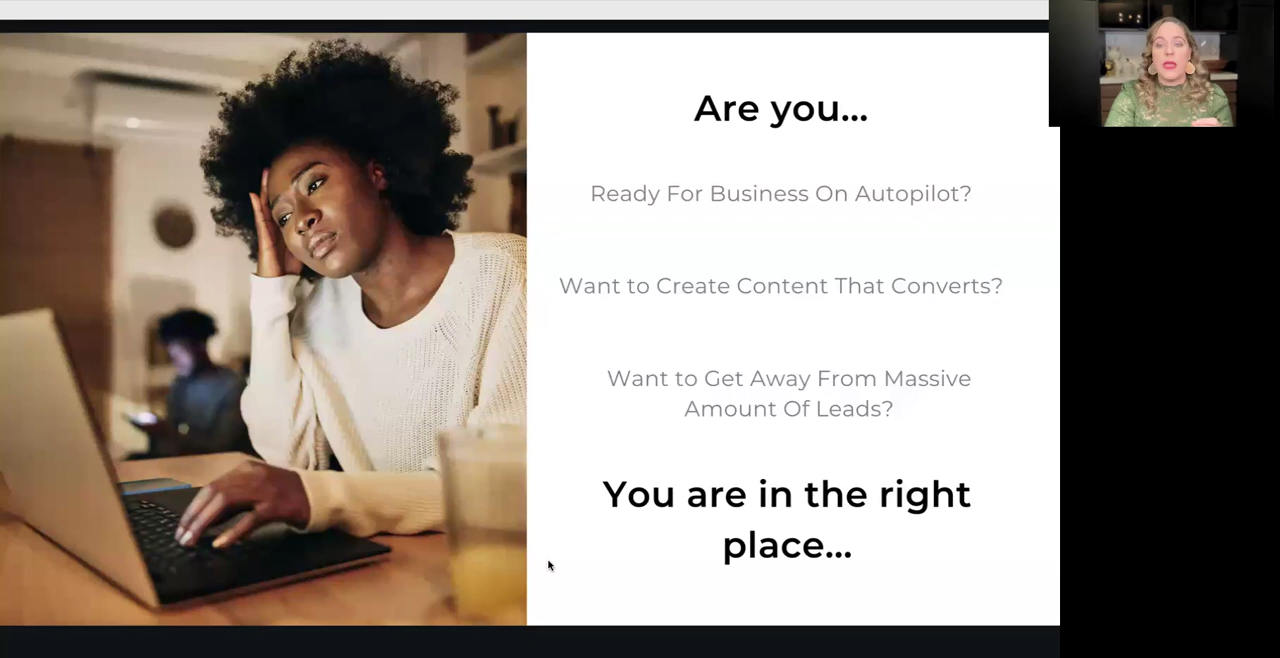 Are you...
Ready For Business On Autopilot?
Want to Create Content That Converts?
Want to Get Away From Massive
Amount Of Leads?
You are in the right
place...